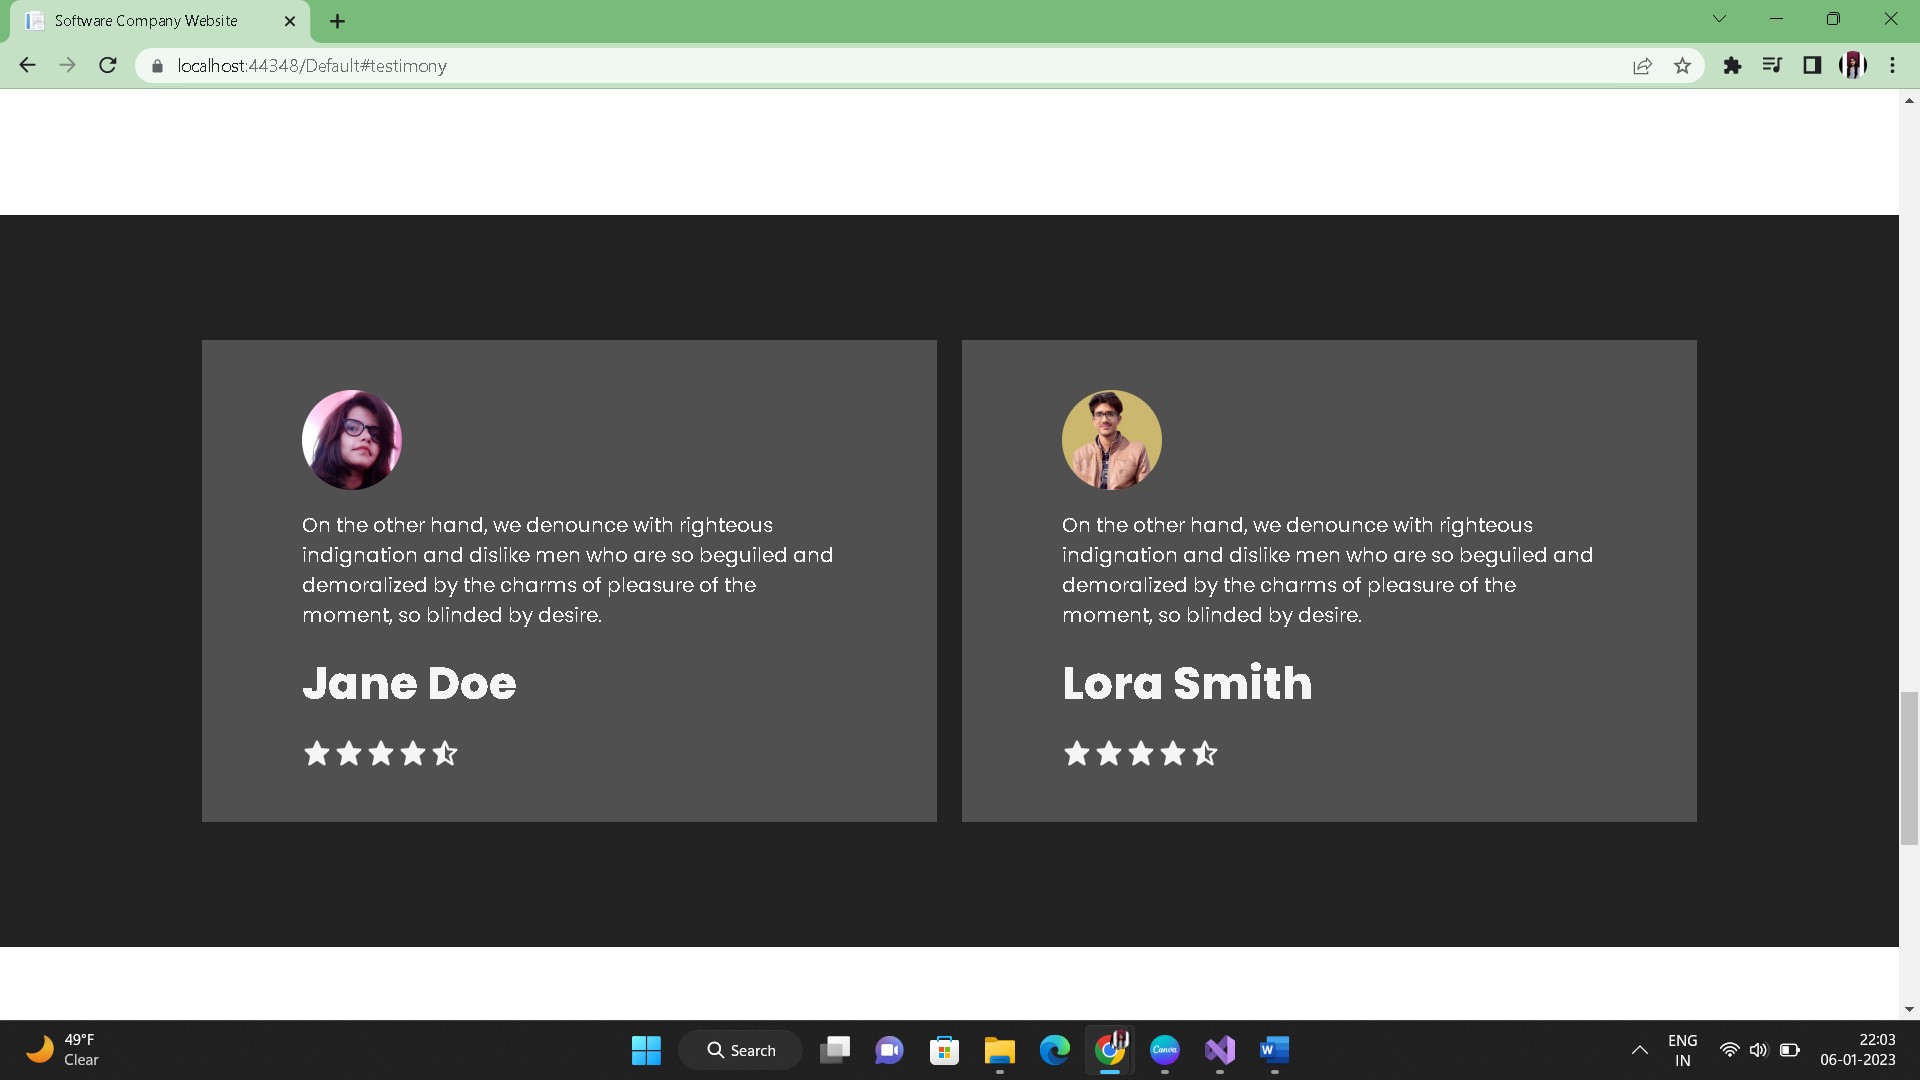 Software Company Website
localhost:44348/Default#testimony
On the other hand, we denounce with righteous
indignation and dislike men who are so beguiled and
demoralized by the charms of pleasure of the
moment, so blinded by desire.
Jane Doe
On the other hand, we denounce with righteous
indignation and dislike men who are so beguiled and
demoralized by the charms of pleasure of the
moment, so blinded by desire.
Lora Smith
49°F
Clear
Search
Canva
W
ENG
IN
22:03
06-01-2023